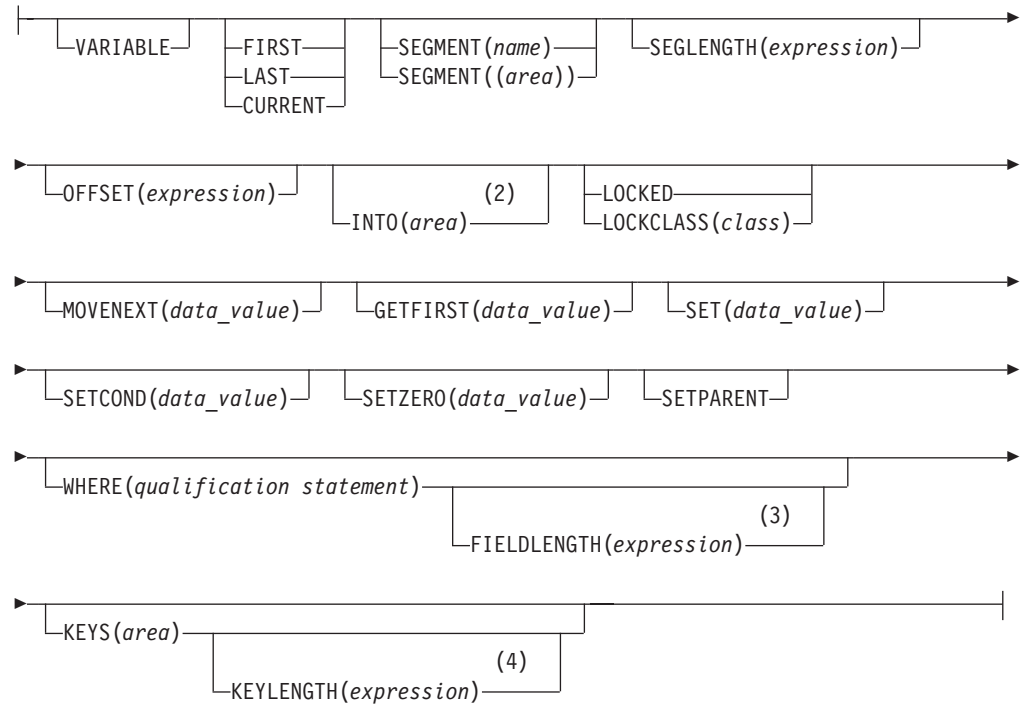 VARIABLE FIRST SEGMENT(name) SEGLENGTH(expression)
LAST SEGMENT((area))
CURRENT
OFFSET(expression) (2) LOCKED
INTO(area) LOCKCLASS(class)
MOVENEXT(data_value) GETFIRST(data_value) SET(data_value)
SETCOND(data_value) SETZERO(data_value) SETPARENT
WHERE(qualification statement)
(3)
FIELDLENGTH(expression)
KEYS(area)
(4)
KEYLENGTH(expression)